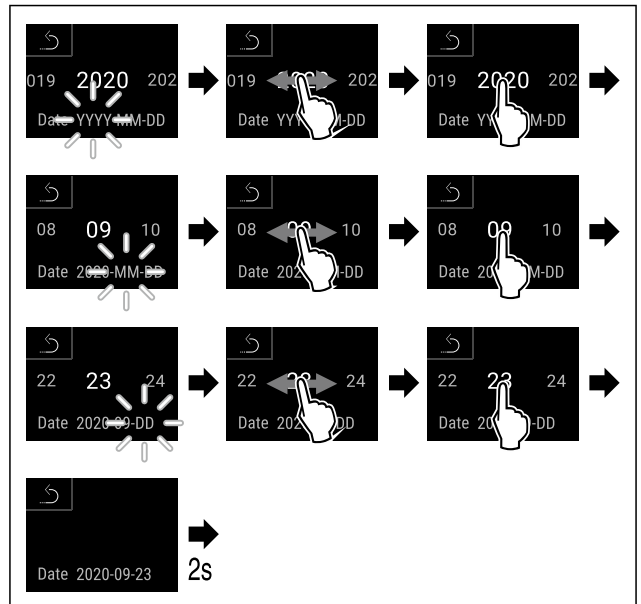 019 2020 202
Date YYYY-MM-DD
019 202
Date YY M-DD
019 2020 202
Date YY M-DD
08 09 10
Date 2020-MM-DD
08 10
Date 202 -DD
08 09 10
Date 20 M-DD
22 23 24
Date 2020-09-DD
22 24
Date 202 DD
22 23 24
Date 20 -DD
Date 2020-09-23
2s